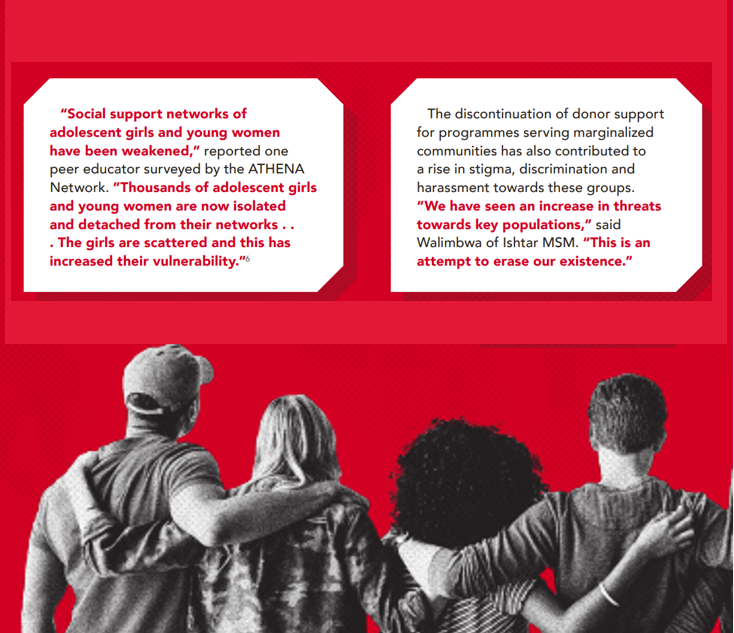 “Social support networks of
adolescent girls and young women
have been weakened,” reported one
peer educator surveyed by the ATHENA
Network. “Thousands of adolescent girls
and young women are now isolated
and detached from their networks . .
. The girls are scattered and this has
increased their vulnerability.”6
The discontinuation of donor support
for programmes serving marginalized
communities has also contributed to
a rise in stigma, discrimination and
harassment towards these groups.
“We have seen an increase in threats
towards key populations,” said
Walimbwa of Ishtar MSM. “This is an
attempt to erase our existence.”